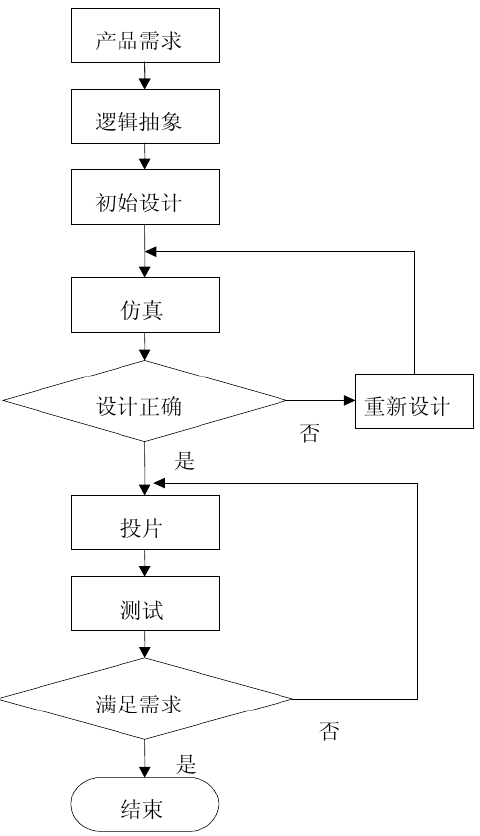 产品需求
逻辑抽象
初始设计
仿真
设计正确
重新设计
否
是
投片
测试
满足需求
否
是
结束